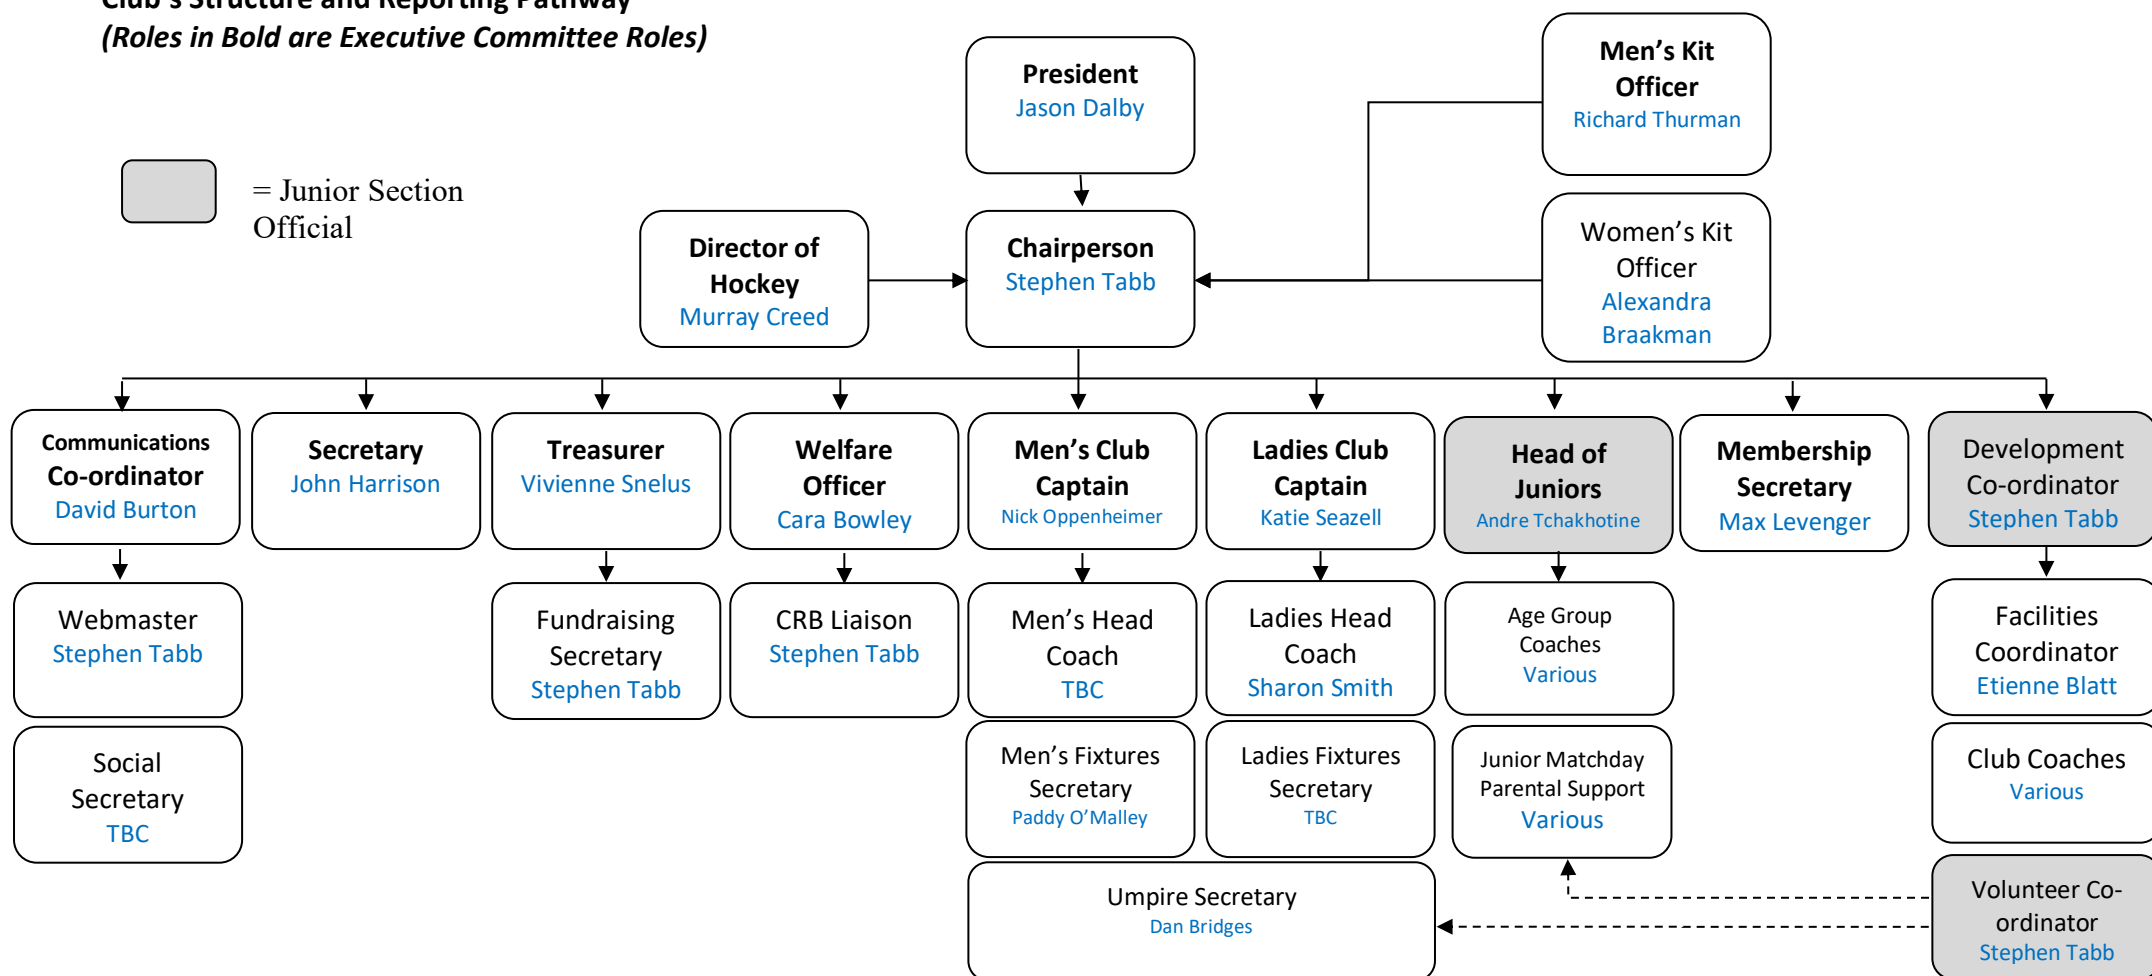 Club's Structure and Reporting Pathway
(Roles in Bold are Executive Committee Roles)
President
Jason Dalby
Men's Kit
Officer
Richard Thurman
= Junior Section
Official
Director of
Hockey
Murray Creed
Chairperson
Stephen Tabb
Women's Kit
Officer
Alexandra
Braakman
Communications
Co-ordinator
David Burton
Secretary
John Harrison
Treasurer
Vivienne Snelus
Welfare
Officer
Cara Bowley
Men's Club
Captain
Nick Oppenheimer
Ladies Club
Captain
Katie Seazell
Head of
Juniors
Andre Tchakhotine
Membership
Secretary
Max Levenger
Development
Co-ordinator
Stephen Tabb
Webmaster
Stephen Tabb
Fundraising
Secretary
Stephen Tabb
CRB Liaison
Stephen Tabb
Men's Head
Coach
TBC
Ladies Head
Coach
Sharon Smith
Age Group
Coaches
Various
Facilities
Coordinator
Etienne Blatt
Social
Secretary
TBC
Men's Fixtures
Secretary
Paddy O'Malley
Ladies Fixtures
Secretary
TBC
Junior Matchday
Parental Support
Various
Club Coaches
Various
Umpire Secretary
Dan Bridges
Volunteer Co-
ordinator
Stephen Tabb